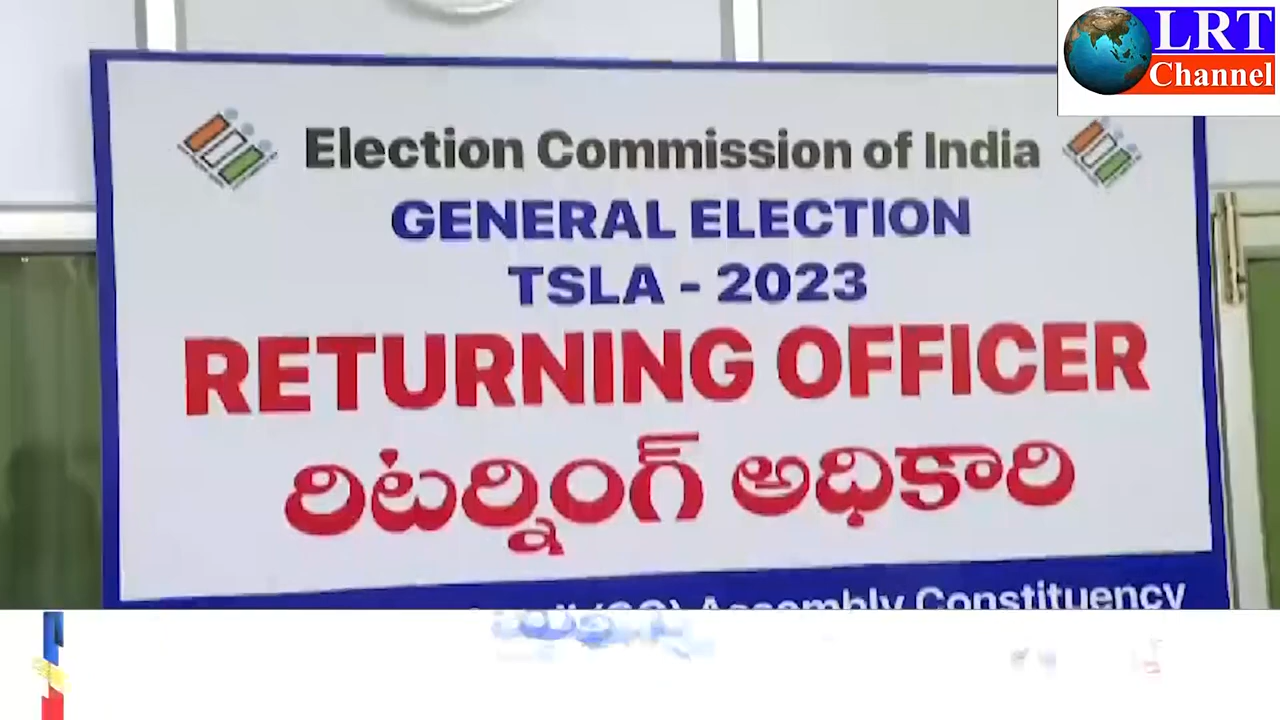 LRT
Channel
Election Commission of India
GENERAL ELECTION
TSLA - 2023
RETURNING OFFICER
రిటర్నింగ్ అధికారి
Assembly Constituency